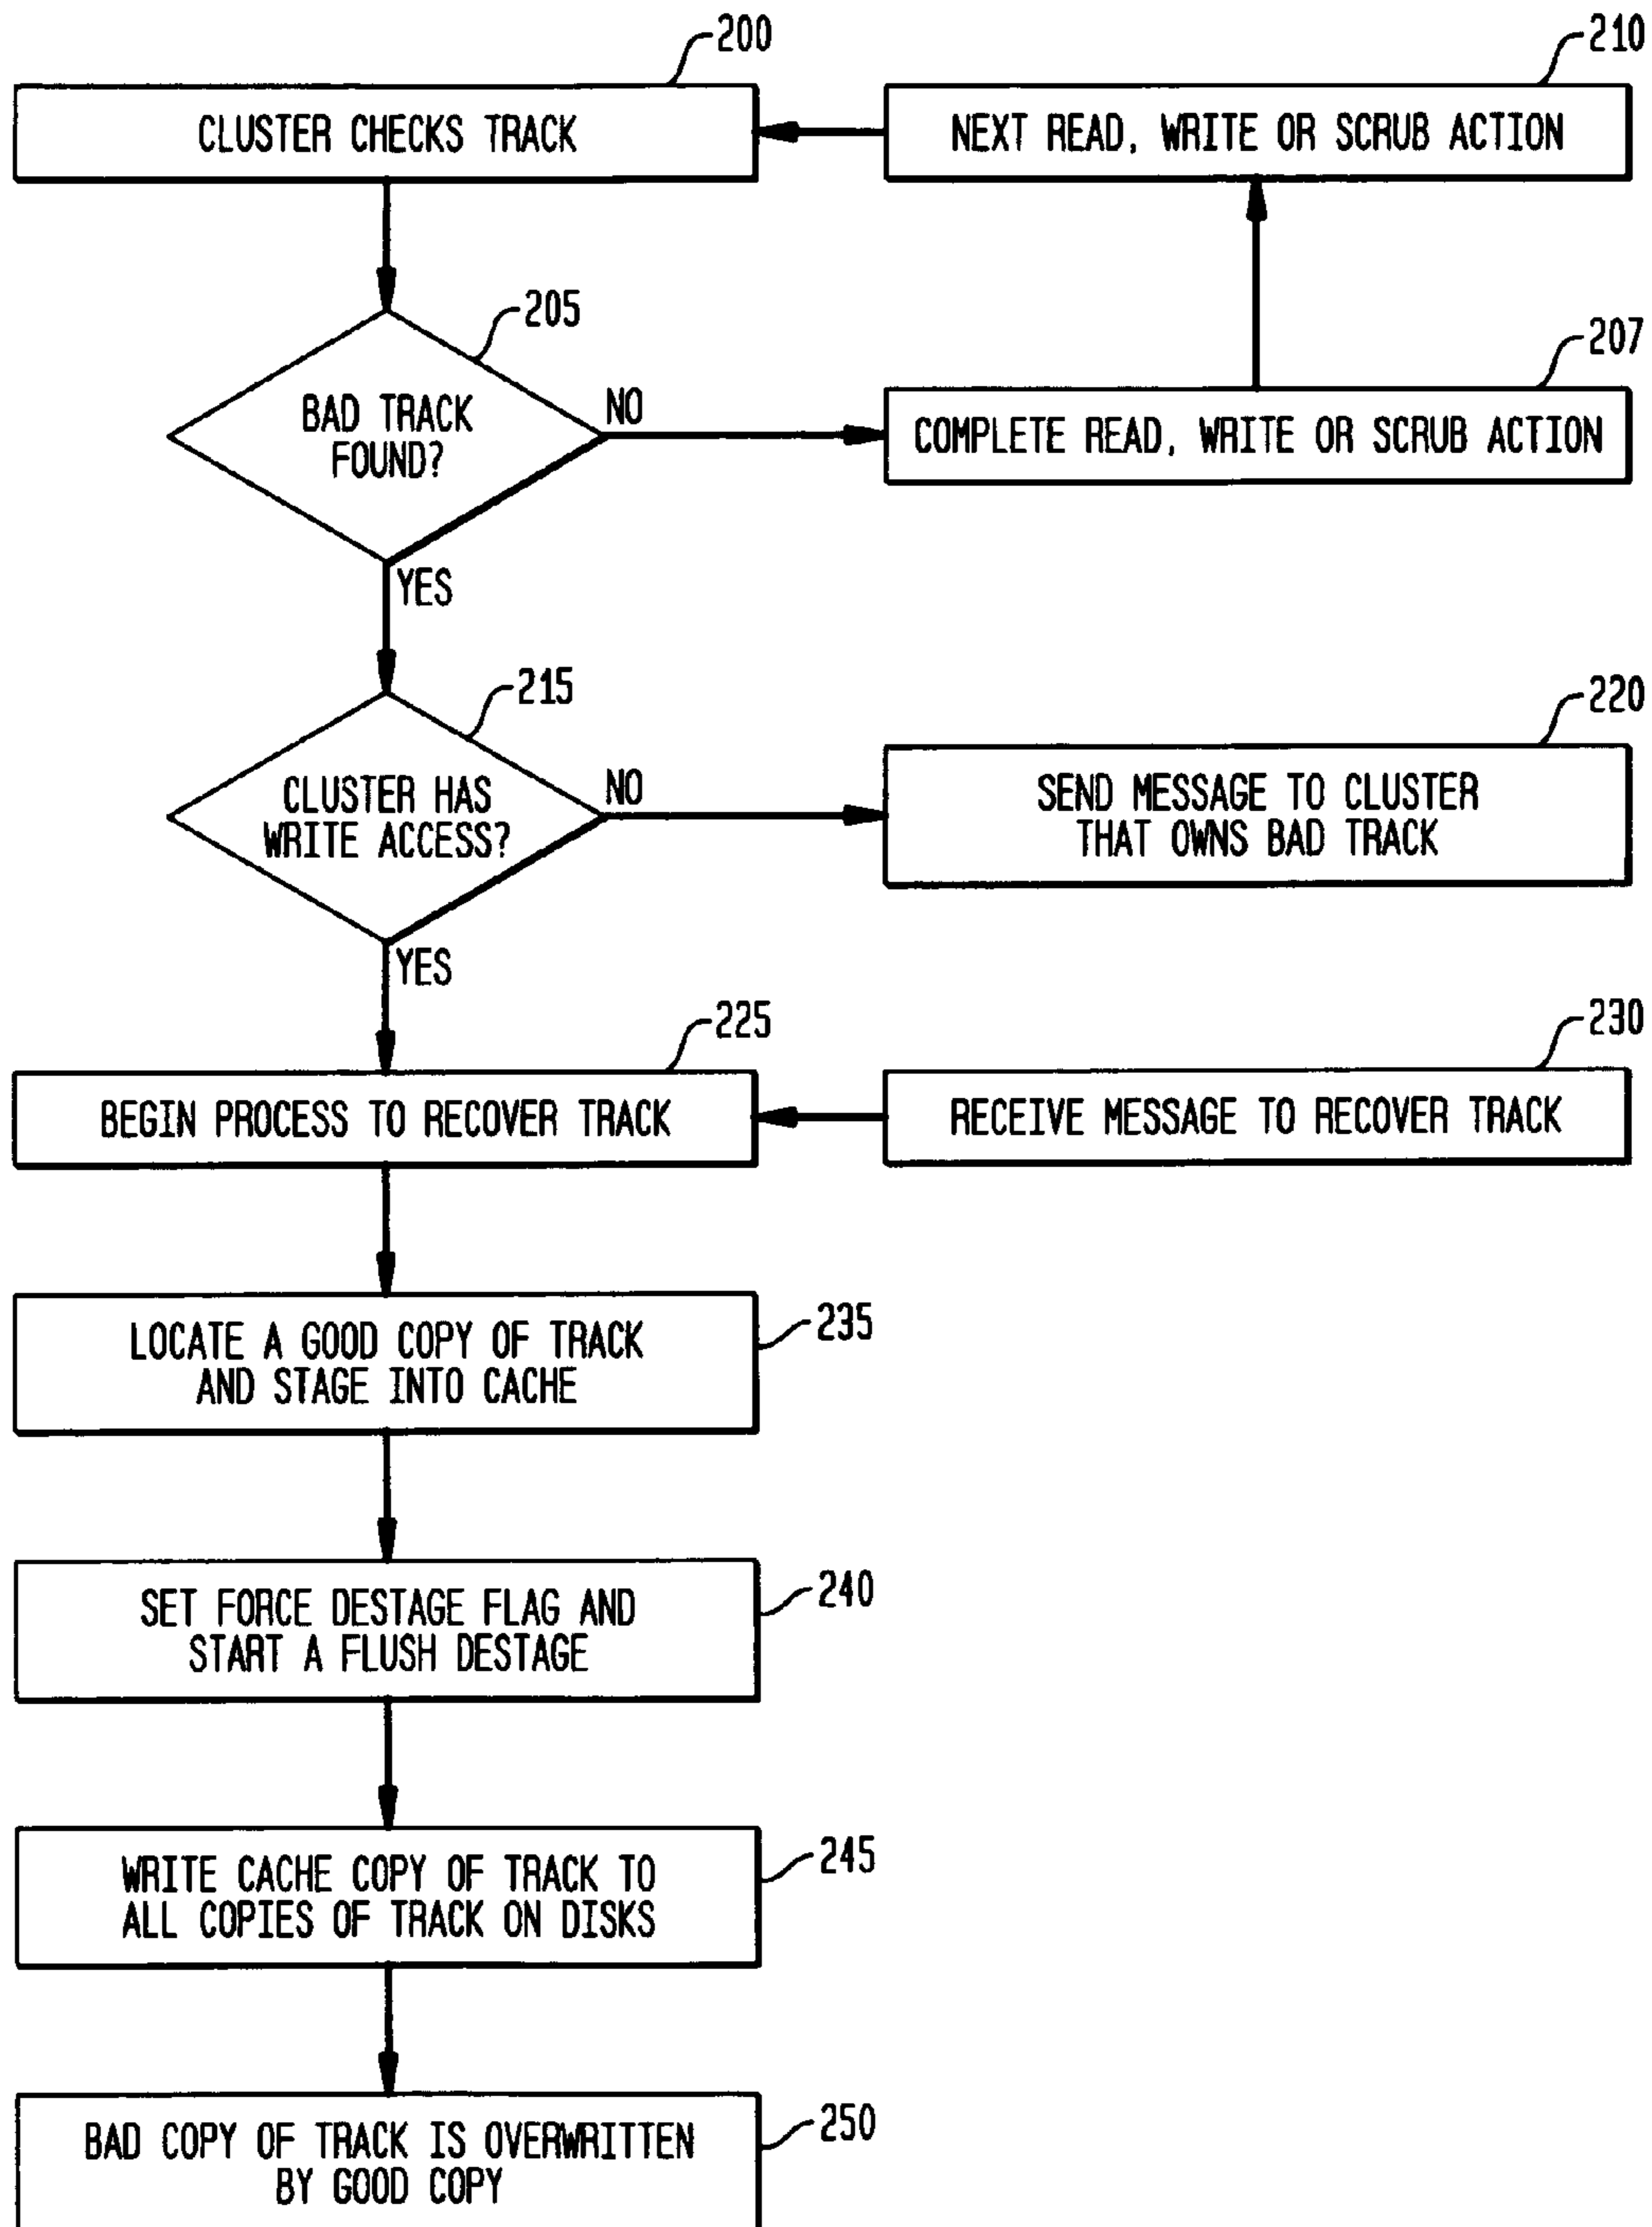 200
CLUSTER CHECKS TRACK
210
NEXT READ, WRITE OR SCRUB ACTION
205
BAD TRACK
FOUND?
NO
YES
207
COMPLETE READ, WRITE OR SCRUB ACTION
215
CLUSTER HAS
WRITE ACCESS?
NO
YES
220
SEND MESSAGE TO CLUSTER
THAT OWNS BAD TRACK
225
BEGIN PROCESS TO RECOVER TRACK
230
RECEIVE MESSAGE TO RECOVER TRACK
235
LOCATE A GOOD COPY OF TRACK
AND STAGE INTO CACHE
240
SET FORCE DESTAGE FLAG AND
START A FLUSH DESTAGE
245
WRITE CACHE COPY OF TRACK TO
ALL COPIES OF TRACK ON DISKS
250
BAD COPY OF TRACK IS OVERWRITTEN
BY GOOD COPY